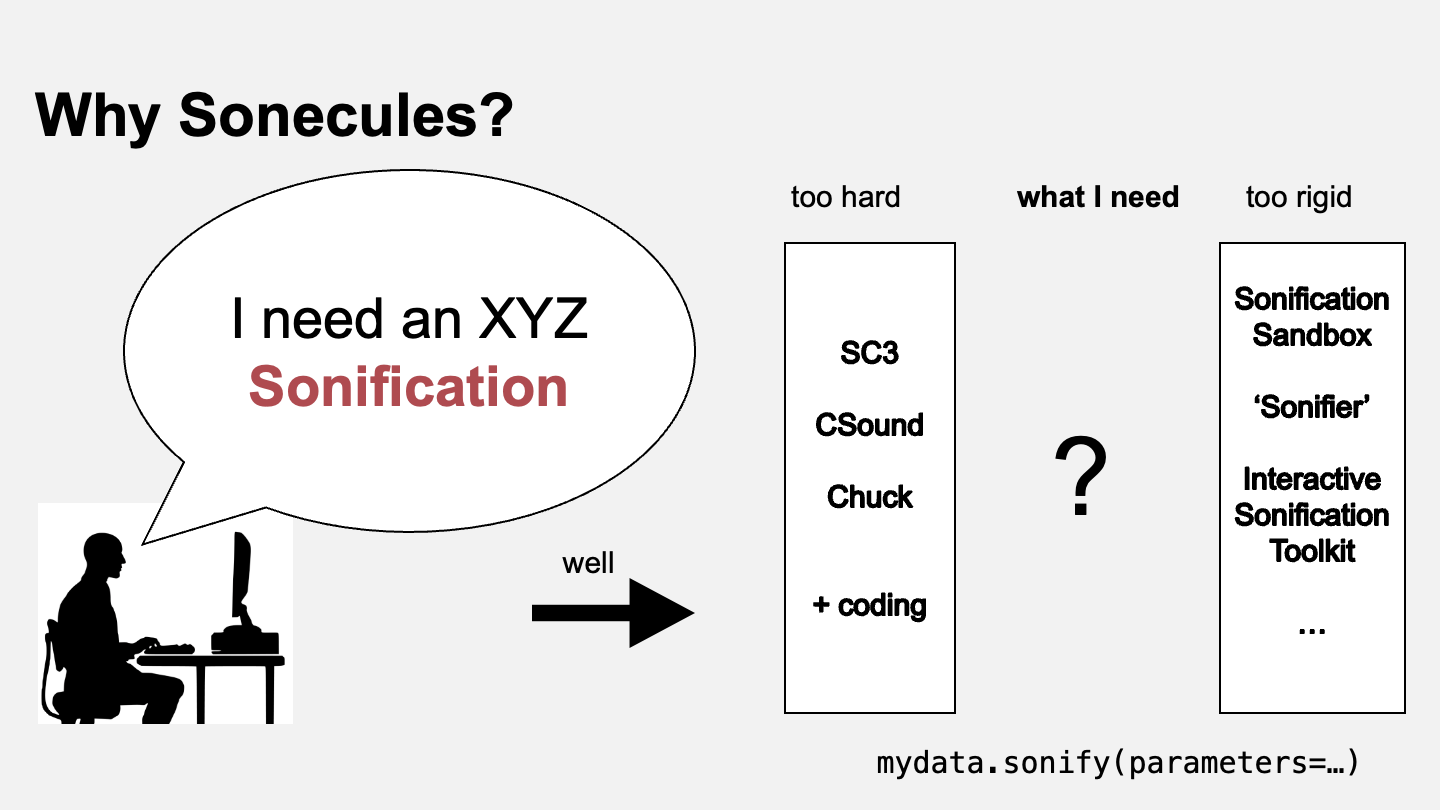 Why Sonecules?
I need an XYZ
Sonification
well
too hard
SC3
CSound
Chuck
+ coding
what I need
?
too rigid
Sonification
Sandbox
‘Sonifier’
Interactive
Sonification
Toolkit
...
mydata.sonify(parameters=…)